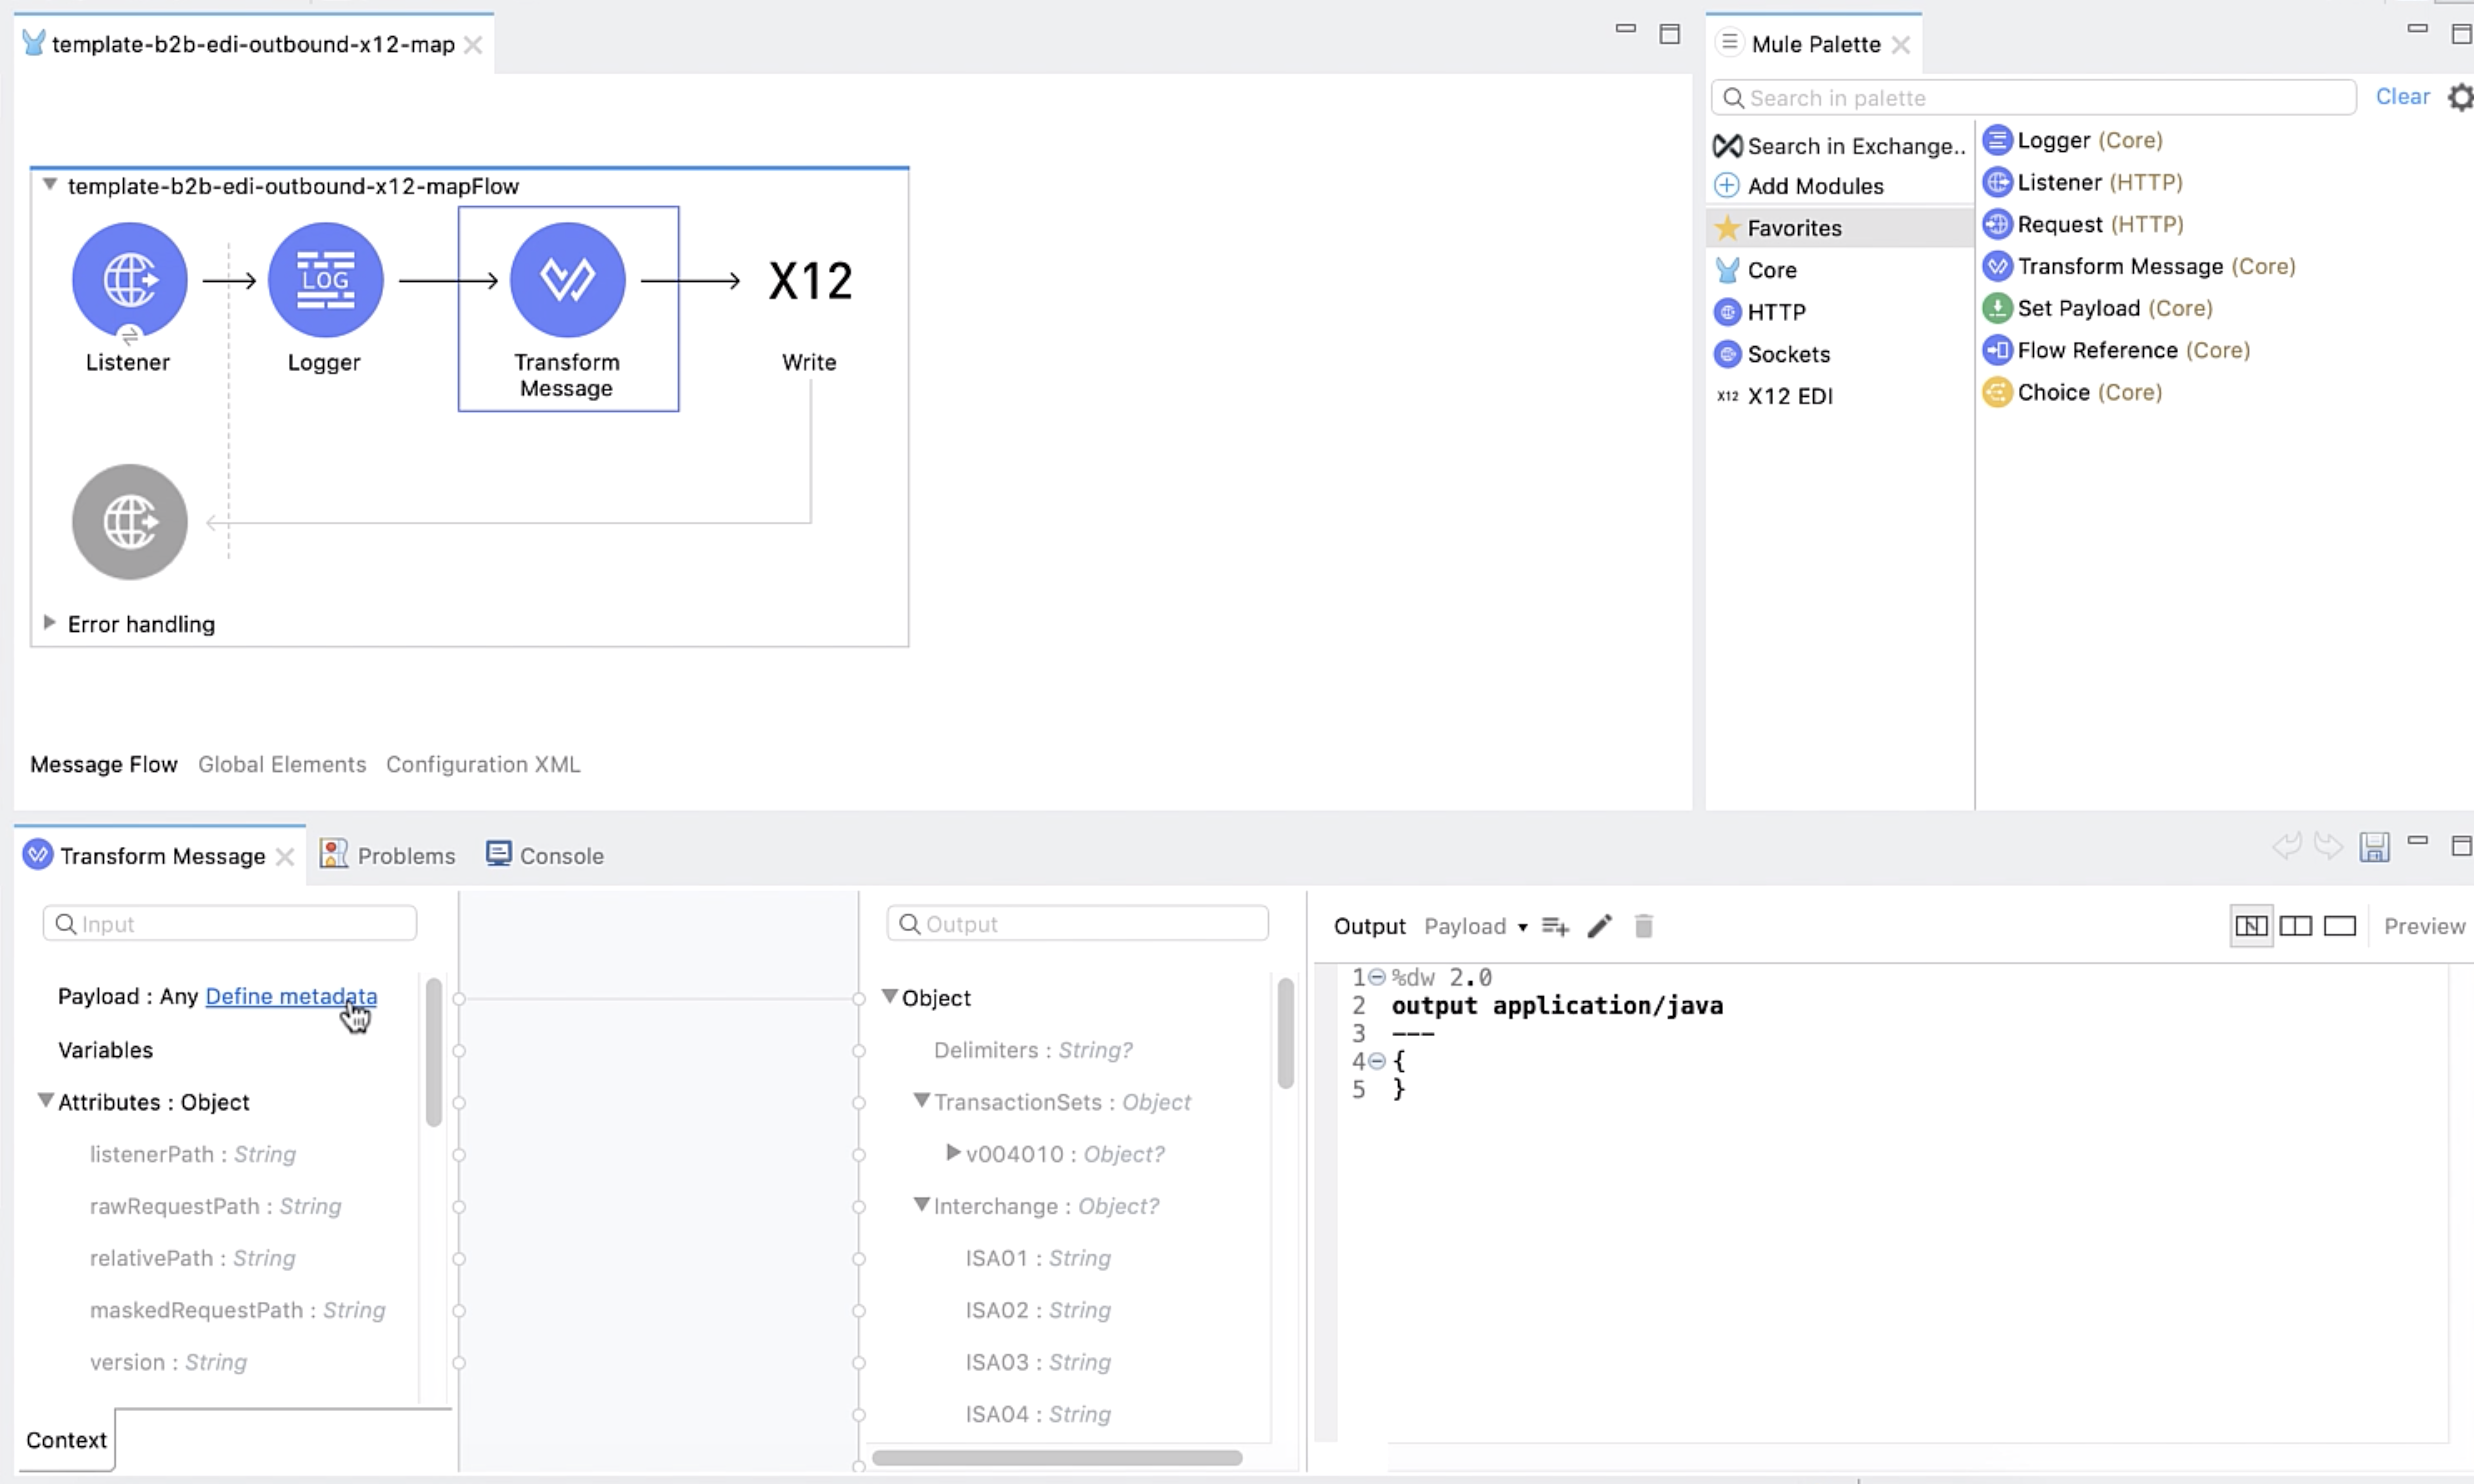 template-b2b-edi-outbound-x12-map
template-b2b-edi-outbound-x12-mapFlow
LOG
X12
Listener
Logger
Transform
Message
Write
Error handling
Message Flow Global Elements Configuration XML
Mule Palette
Search in palette
Clear
Search in Exchange..
Add Modules
Favorites
Core
HTTP
Sockets
X12 X12 EDI
Logger (Core)
Listener (HTTP)
Request (HTTP)
Transform Message (Core)
Set Payload (Core)
Flow Reference (Core)
Choice (Core)
Transform Message Problems Console
Input
Payload : Any Define metadata
Variables
Attributes : Object
listenerPath : String
rawRequestPath : String
relativePath : String
maskedRequestPath : String
version : String
Context
Output
Object
Delimiters : String?
TransactionSets : Object
v004010 : Object?
Interchange : Object?
ISA01 : String
ISA02 : String
ISA03 : String
ISA04 : String
Output Payload
Preview
1 %dw 2.0
2 output application/java
3 ---
4 {
5 }